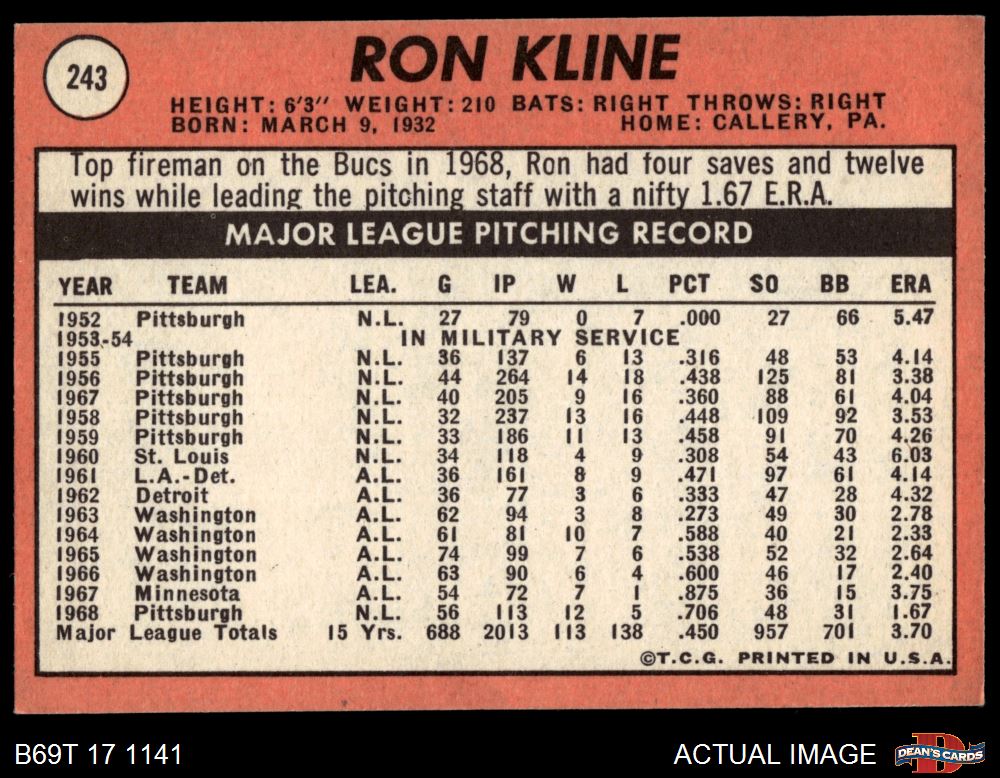 243
RON KLINE
HEIGHT: 6'3" WEIGHT: 210 BATS: RIGHT THROWS: RIGHT
BORN: MARCH 9, 1932 HOME: CALLERY, PA.
Top fireman on the Bucs in 1968, Ron had four saves and twelve
wins while leading the pitching staff with a nifty 1.67 E.R.A.
MAJOR LEAGUE PITCHING RECORD
YEAR TEAM LEA. G IP W L PCT SO BB ERA
1952 Pittsburgh N.L. 27 79 0 7 .000 27 66 5.47
1953-54 IN MILITARY SERVICE
1955 Pittsburgh N.L. 36 137 6 13 .316 48 53 4.14
1956 Pittsburgh N.L. 44 264 14 18 .438 125 81 3.38
1967 Pittsburgh N.L. 40 205 9 16 .360 88 61 4.04
1958 Pittsburgh N.L. 32 237 13 16 .448 109 92 3.53
1959 Pittsburgh N.L. 33 186 11 13 .458 91 70 4.26
1960 St. Louis N.L. 34 118 4 9 .308 54 43 6.03
1961 L.A.-Det. A.L. 36 161 8 9 .471 97 61 4.14
1962 Detroit A.L. 36 77 3 6 .333 47 28 4.32
1963 Washington A.L. 62 94 3 8 .273 49 30 2.78
1964 Washington A.L. 61 81 10 7 .588 40 21 2.33
1965 Washington A.L. 74 99 7 6 .538 52 32 2.64
1966 Washington A.L. 63 90 6 4 .600 46 17 2.40
1967 Minnesota A.L. 54 72 7 1 .875 36 15 3.75
1968 Pittsburgh N.L. 56 113 12 5 .706 48 31 1.67
Major League Totals 15 Yrs. 688 2013 113 138 .450 957 701 3.70
©T.C.G. PRINTED IN U.S.A.
B69T 17 1141 ACTUAL IMAGE DEAN'S CARDS